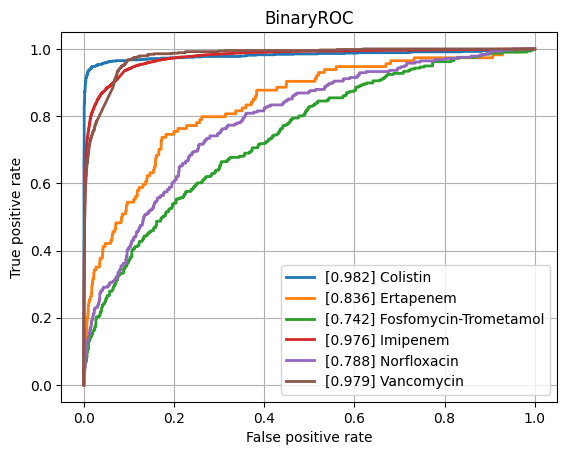 BinaryROC
True positive rate
1.0
0.8
0.6
0.4
0.2
0.0
[0.982] Colistin
[0.836] Ertapenem
[0.742] Fosfomycin-Trometamol
[0.976] Imipenem
[0.788] Norfloxacin
[0.979] Vancomycin
0.0 0.2 0.4 0.6 0.8 1.0
False positive rate